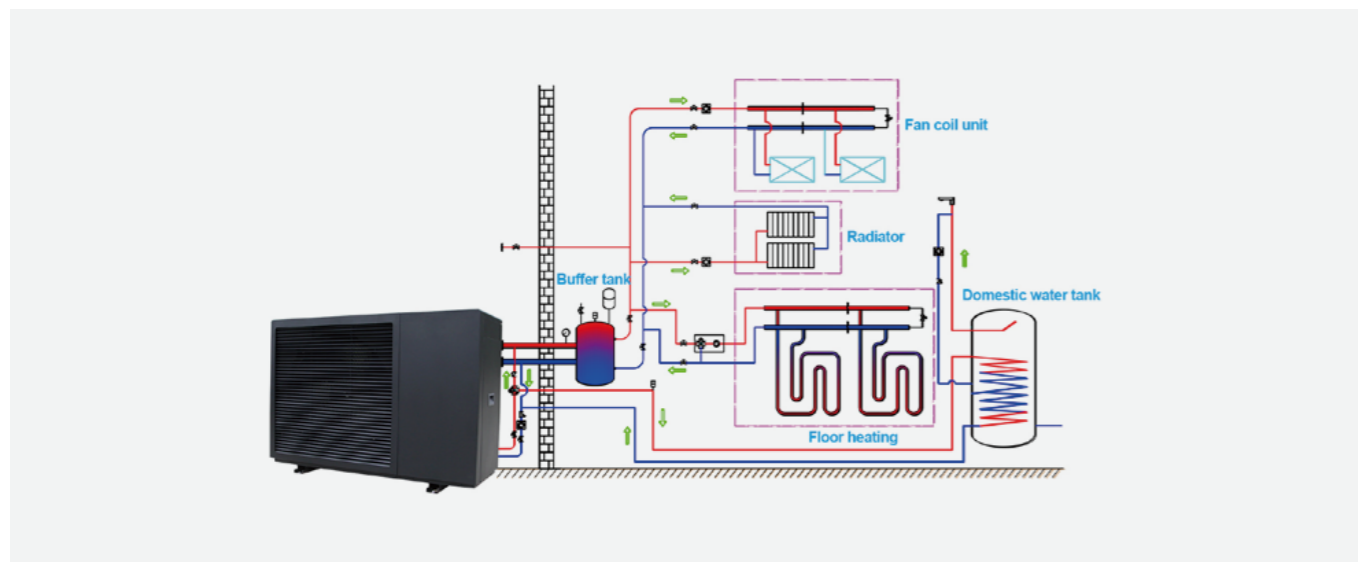 Fan coil unit
Radiator
Buffer tank
Domestic water tank
Floor heating